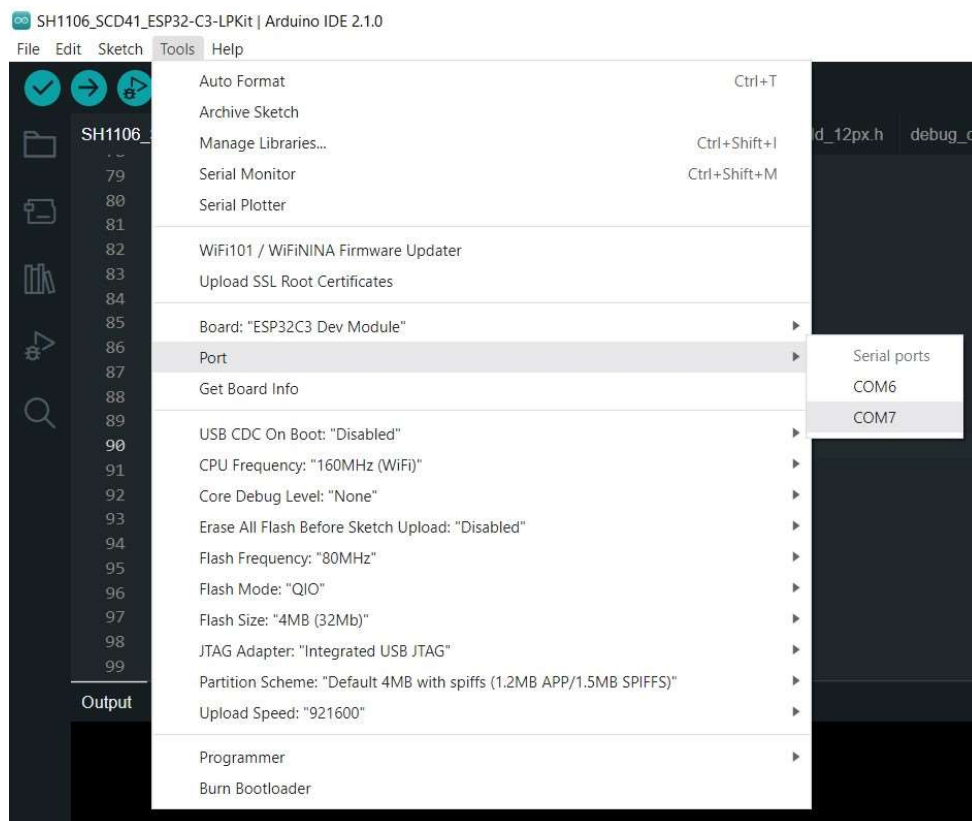 SH1106_SCD41_ESP32-C3-LPKit | Arduino IDE 2.1.0
File Edit Sketch Tools Help
Auto Format Ctrl+T
Archive Sketch
SH1106_ ld_12px.h debug_
Manage Libraries... Ctrl+Shift+I
79
Serial Monitor Ctrl+Shift+M
80
Serial Plotter
81
82
WiFi101 / WiFiNINA Firmware Updater
83
Upload SSL Root Certificates
84
85
Board: "ESP32C3 Dev Module"
86
Port
Serial ports
87
COM6
COM7
88
Get Board Info
89
90
USB CDC On Boot: "Disabled"
91
CPU Frequency: "160MHz (WiFi)"
92
Core Debug Level: "None"
93
Erase All Flash Before Sketch Upload: "Disabled"
94
Flash Frequency: "80MHz"
95
Flash Mode: "QIO"
96
97
Flash Size: "4MB (32Mb)"
98
JTAG Adapter: "Integrated USB JTAG"
99
Partition Scheme: "Default 4MB with spiffs (1.2MB APP/1.5MB SPIFFS)"
Output
Upload Speed: "921600"
Programmer
Burn Bootloader